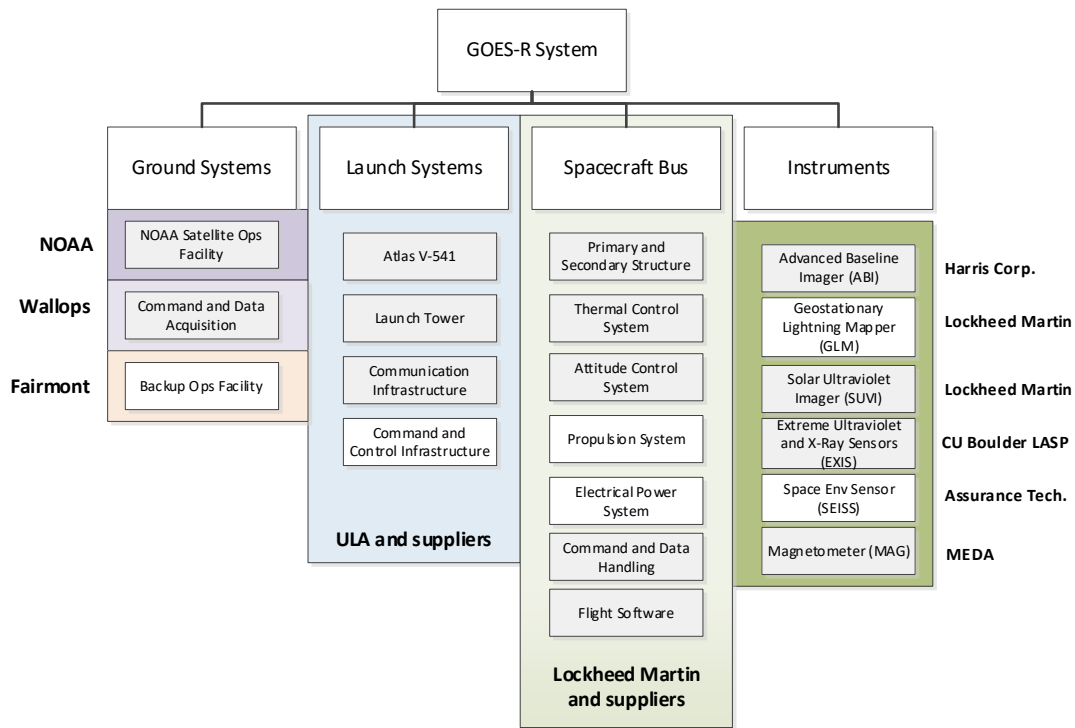 GOES-R System
Ground Systems
Launch Systems
Spacecraft Bus
Instruments
NOAA
NOAA Satellite Ops
Facility
Wallops
Command and Data
Acquisition
Fairmont
Backup Ops Facility
Atlas V-541
Launch Tower
Communication
Inftrastructure
Command and
Control Infrastructure
ULA and suppliers
Primary and
Secondary Structure
Thermal Control
System
Attitude Control
System
Propulsion System
Electrical Power
System
Command and Data
Handling
Flight Software
Lockheed Martin
and suppliers
Advanced Baseline
Imager (ABI)
Harris Corp.
Geostationary
Lightning Mapper
(GLM)
Lockheed Martin
Solar Ultraviolet
Imager (SUVI)
Lockheed Martin
Extreme Ultraviolet
and X-Ray Sensors
(EXIS)
CU Boulder LASP
Space Env Sensor
(SEISS)
Assurance Tech.
Magnetometer (MAG)
MEDA